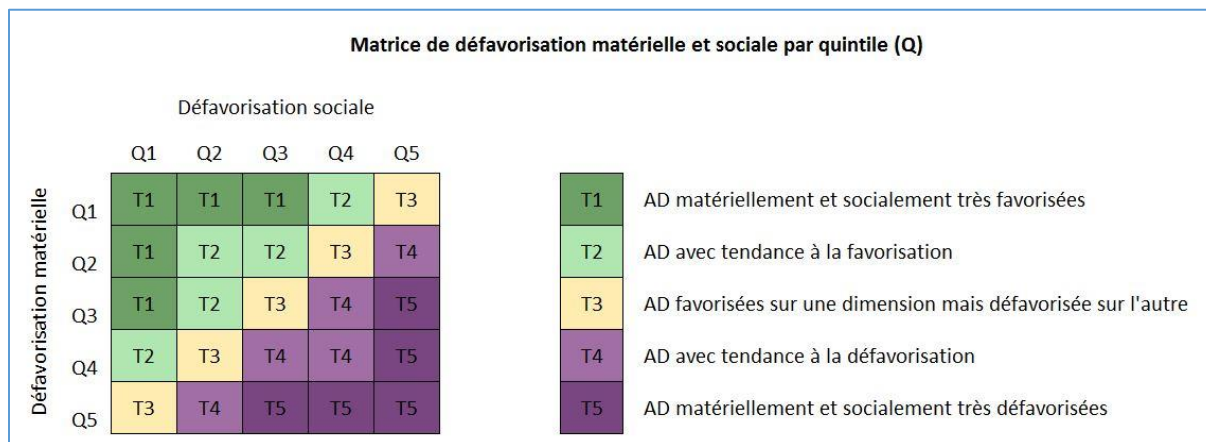 Matrice de défavorisation matérielle et sociale par quintile (Q)
Défavorisation sociale
Q1 Q2 Q3 Q4 Q5
Défavorisation matérielle
Q1 T1 T1 T1 T2 T3
Q2 T1 T2 T2 T3 T4
Q3 T1 T2 T3 T4 T5
Q4 T2 T3 T4 T4 T5
Q5 T3 T4 T5 T5 T5
T1 AD matériellement et socialement très favorisées
T2 AD avec tendance à la favorisation
T3 AD favorisées sur une dimension mais défavorisée sur l'autre
T4 AD avec tendance à la défavorisation
T5 AD matériellement et socialement très défavorisées